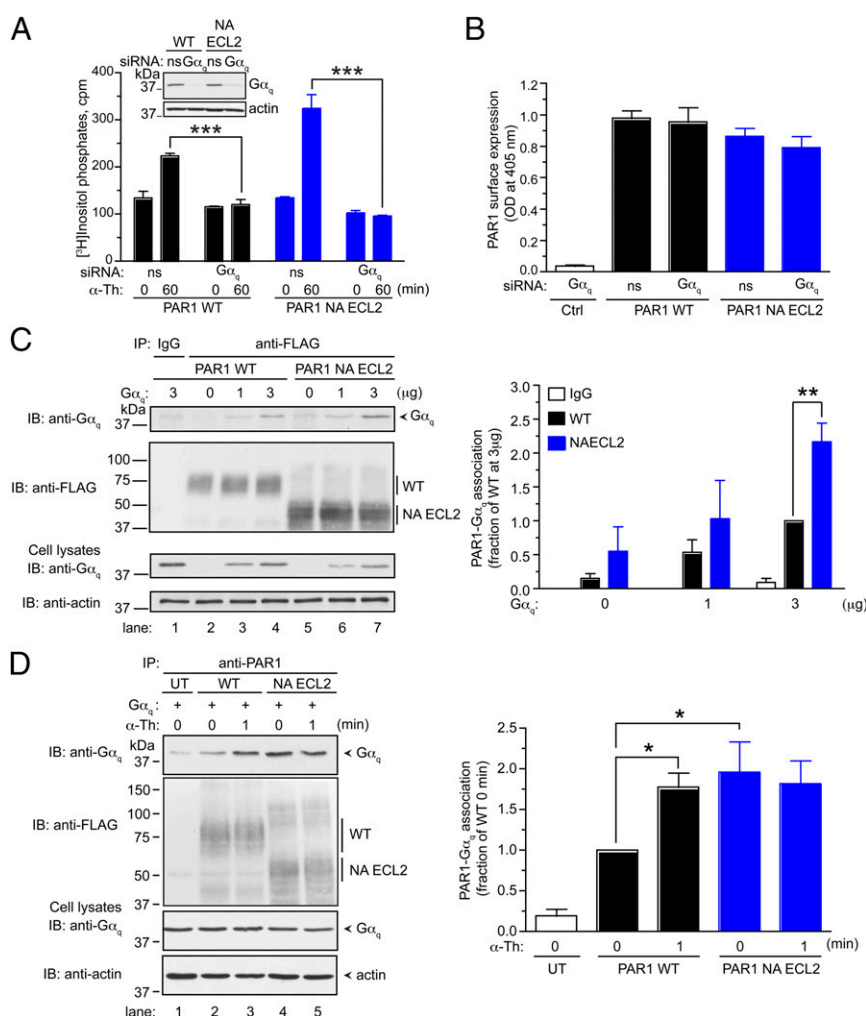 A
WT
NA
ECL2
siRNA: ns Gαq ns Gαq
kDa
37
Gαq
37
actin
***
***
400
300
200
100
0
[³H]Inositol phosphates, cpm
siRNA: ns Gαq ns Gαq
α-Th: 0 60 0 60 0 60 0 60 (min)
PAR1 WT PAR1 NA ECL2
B
PAR1 surface expression
(OD at 405 nm)
1.2
1.0
0.8
0.6
0.4
0.2
0.0
siRNA: Gαq ns Gαq ns Gαq
Ctrl PAR1 WT PAR1 NA ECL2
C
IP: IgG anti-FLAG
PAR1 WT PAR1 NA ECL2
Gαq: 3 0 1 3 0 1 3 (µg)
kDa
IB: anti-Gαq
37
Gαq
100
75
IB: anti-FLAG
WT
50
NA ECL2
37
Cell lysates
IB: anti-Gαq
37
IB: anti-actin
37
lane: 1 2 3 4 5 6 7
PAR1-Gαq association
(fraction of WT at 3µg)
3.0
2.5
2.0
1.5
1.0
0.5
0.0
IgG
WT
NAECL2
**
Gαq: 0 1 3 (µg)
D
IP: anti-PAR1
UT WT NA ECL2
Gαq: + + + + +
α-Th: 0 0 1 0 1 (min)
kDa
IB: anti-Gαq
37
Gαq
150
100
IB: anti-FLAG
75
WT
50
NA ECL2
37
Cell lysates
IB: anti-Gαq
37
Gαq
IB: anti-actin
37
actin
lane: 1 2 3 4 5
PAR1-Gαq association
(fraction of WT 0 min)
2.5
2.0
1.5
1.0
0.5
0.0
*
*
α-Th: 0 0 1 0 1 (min)
UT PAR1 WT PAR1 NA ECL2